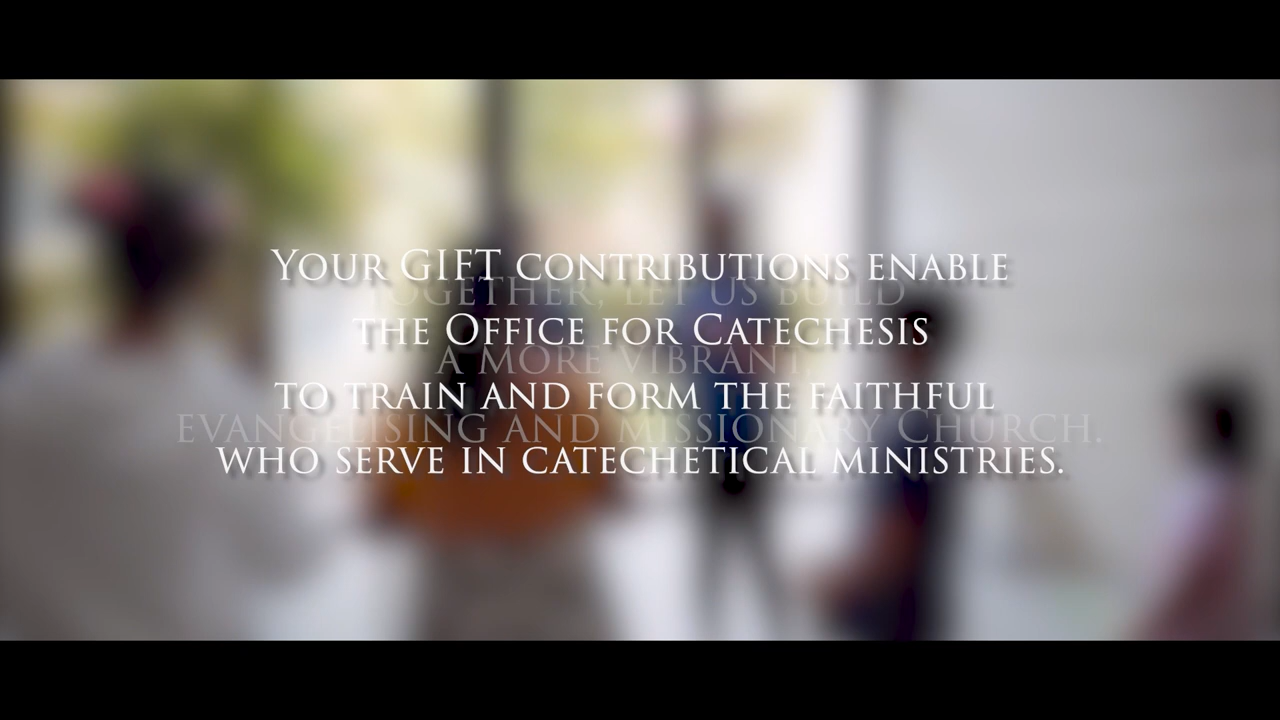 Your GIFT contributions enable
the Office for Catechesis
to train and form the faithful
who serve in catechetical ministries.
Together, let us build
a more vibrant,
evangelising and missionary Church.